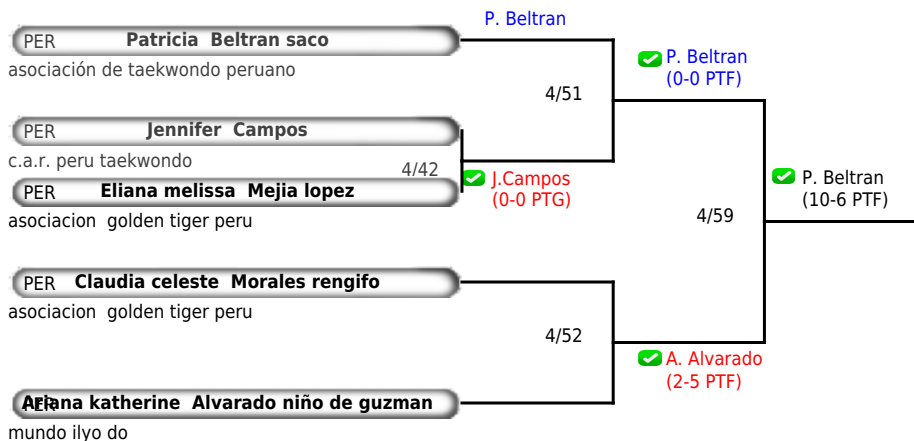 P. Beltran
PER Patricia Beltran saco
asociación de taekwondo peruano
P. Beltran
(0-0 PTF)
4/51
PER Jennifer Campos
c.a.r. peru taekwondo
4/42
J.Campos
(0-0 PTG)
PER Eliana melissa Mejia lopez
asociacion golden tiger peru
P. Beltran
(10-6 PTF)
4/59
PER Claudia celeste Morales rengifo
asociacion golden tiger peru
4/52
A. Alvarado
(2-5 PTF)
PER Ariana katherine Alvarado niño de guzman
mundo ilyo do